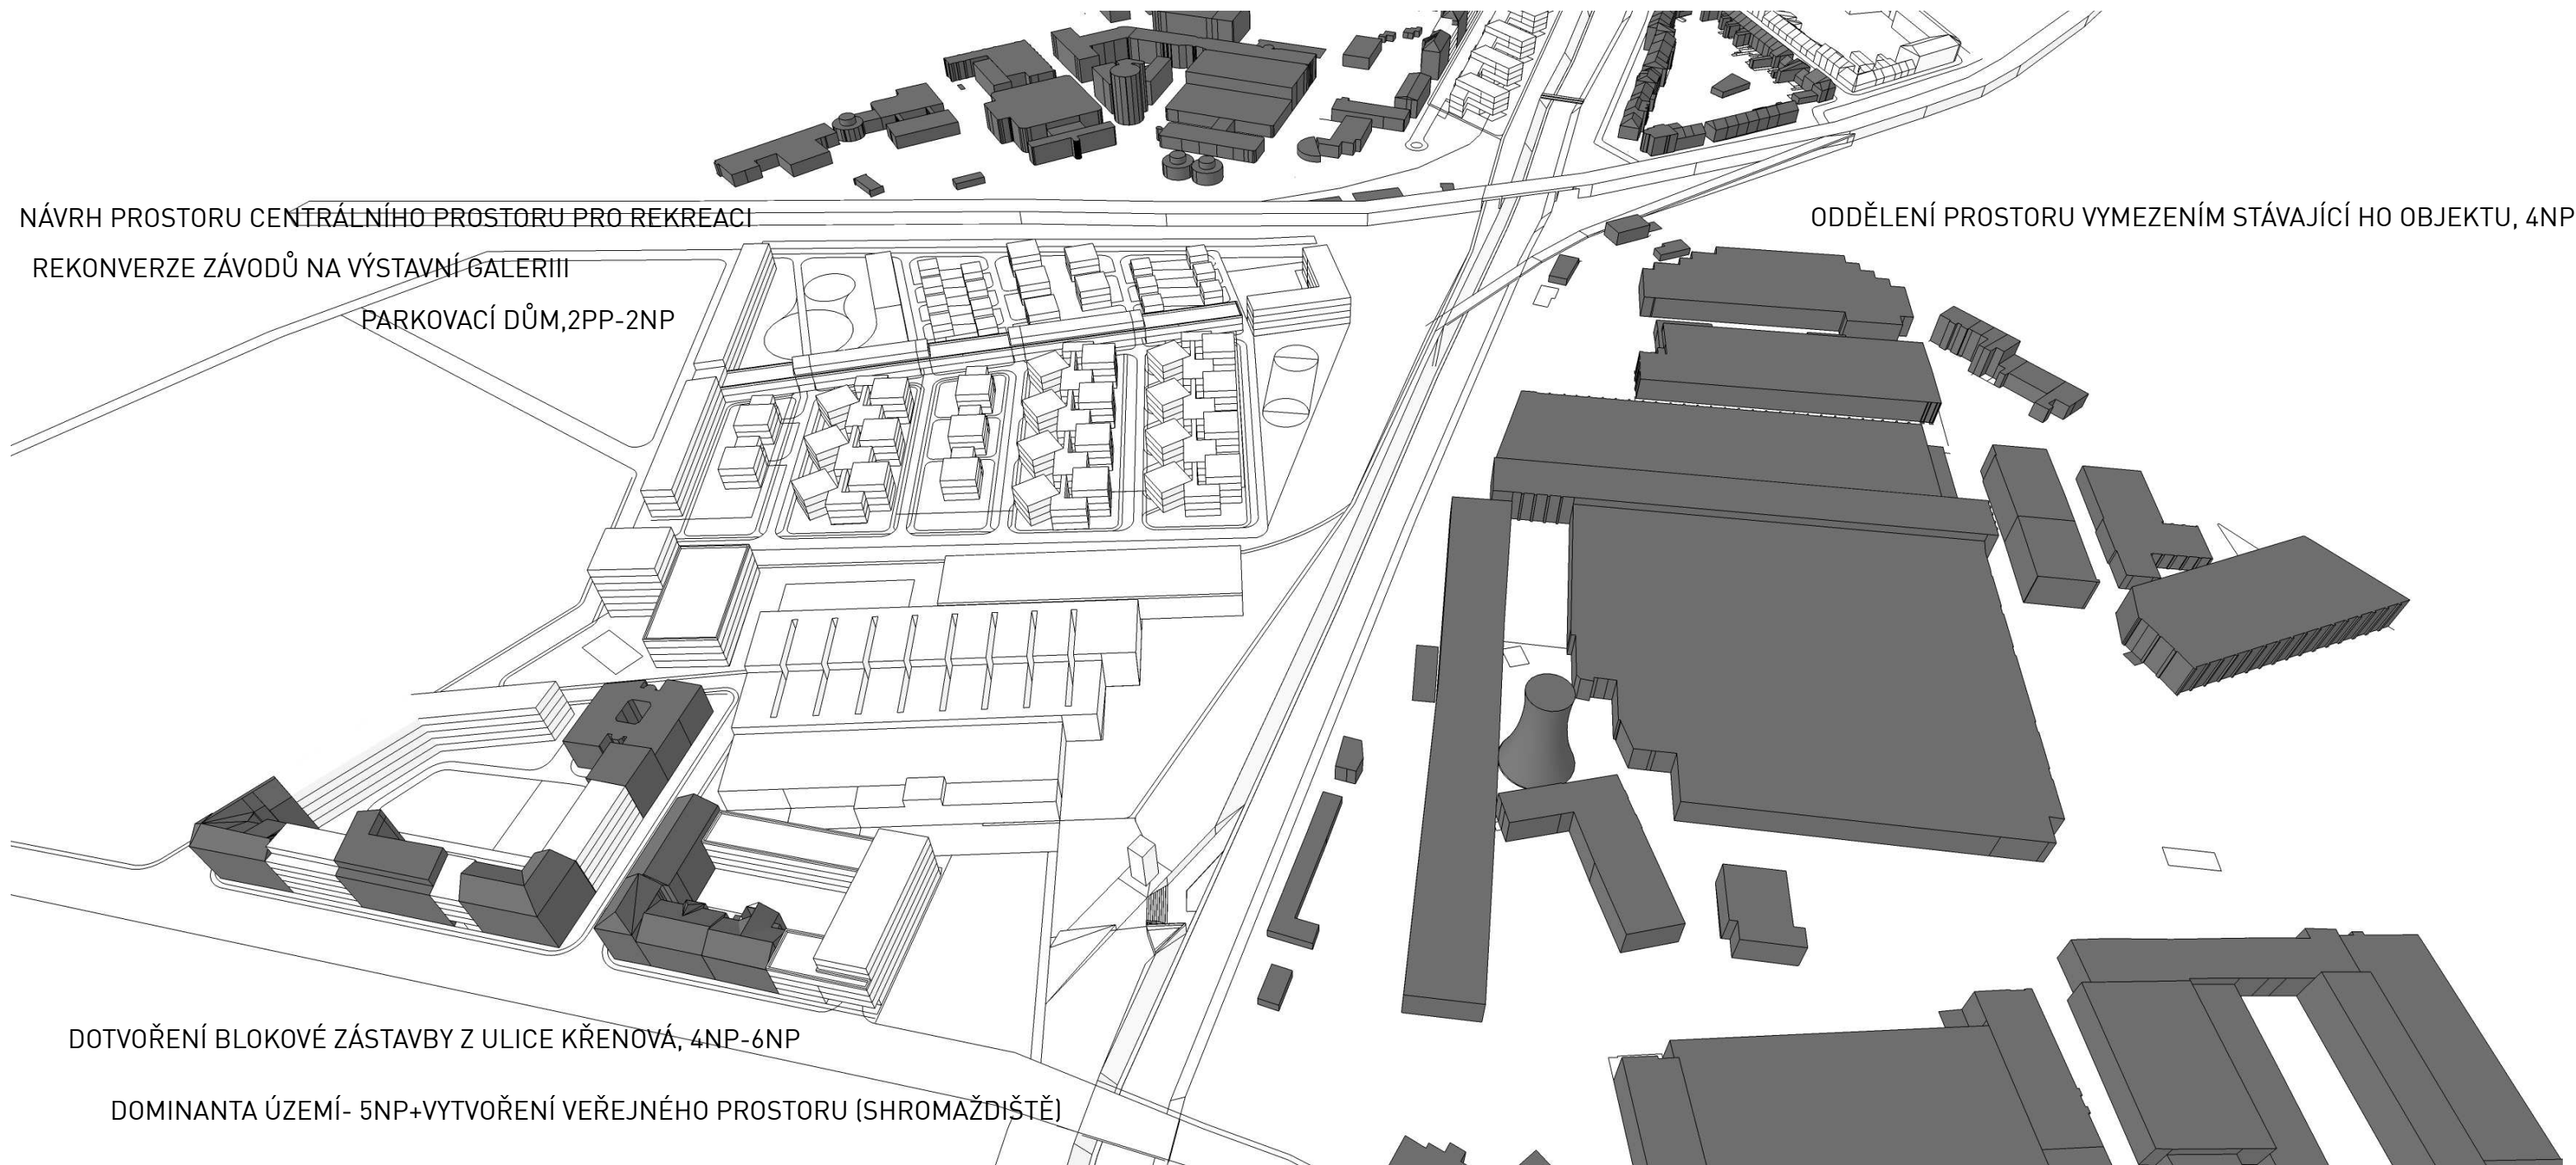 NÁVRH PROSTORU CENTRÁLNÍHO PROSTORU PRO REKREACI
ODDĚLENÍ PROSTORU VYMEZENÍM STÁVAJÍCÍ HO OBJEKTU, 4NP
REKONVERZE ZÁVODŮ NA VÝSTAVNÍ GALERIII
PARKOVACÍ DŮM,2PP-2NP
DOTVOŘENÍ BLOKOVÉ ZÁSTAVBY Z ULICE KŘENOVÁ, 4NP-6NP
DOMINANTA ÚZEMÍ- 5NP+VYTVOŘENÍ VEŘEJNÉHO PROSTORU (SHROMAŽDIŠTĚ)